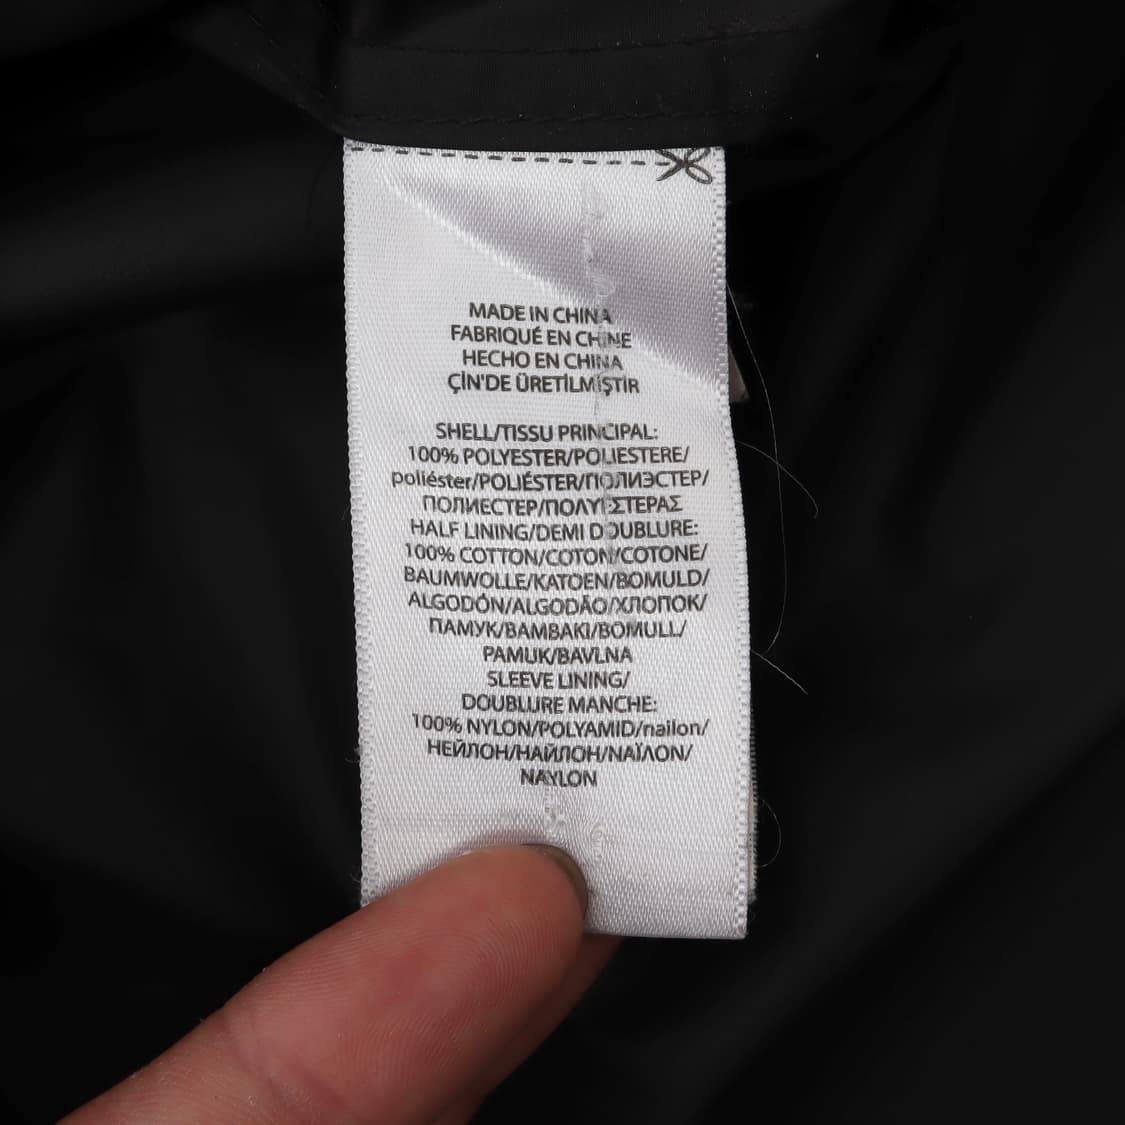 MADE IN CHINA
FABRIQUÉ EN CHINE
HECHO EN CHINA
ÇİN'DE ÜRETİLMİŞTİR
SHELL/TISSU PRINCIPAL:
100% POLYESTER/POLIESTERE/
poliéster/POLIÉSTER/ПОЛИЭСТЕР/
ПОЛИЕСТЕР/ΠΟΛΥΕΣΤΕΡΑΣ
HALF LINING/DEMI DOUBLURE:
100% COTTON/COTON/COTONE/
BAUMWOLLE/KATOEN/BOMULD/
ALGODÓN/ALGODÃO/ХЛОПОК/
ПАМУК/ΒΑΜΒΑΚΙ/BOMULL/
PAMUK/BAVLNA
SLEEVE LINING/
DOUBLURE MANCHE:
100% NYLON/POLYAMID/nailon/
НЕЙЛОН/НАЙЛОН/ΝΑΪΛΟΝ/
NAYLON